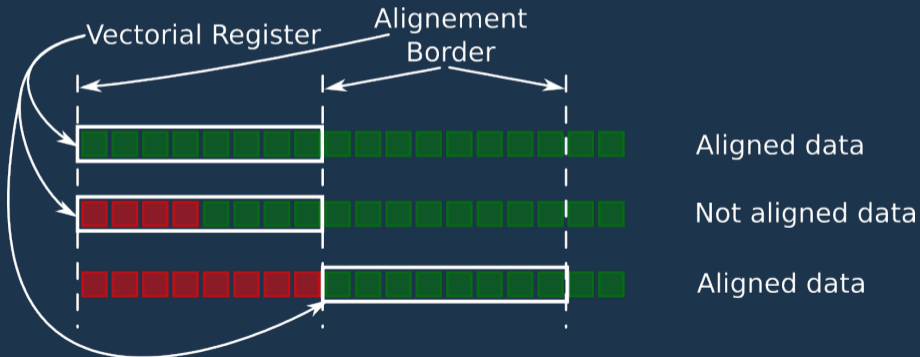 Alignement
Vectorial Register
Border
Aligned data
Not aligned data
Aligned data